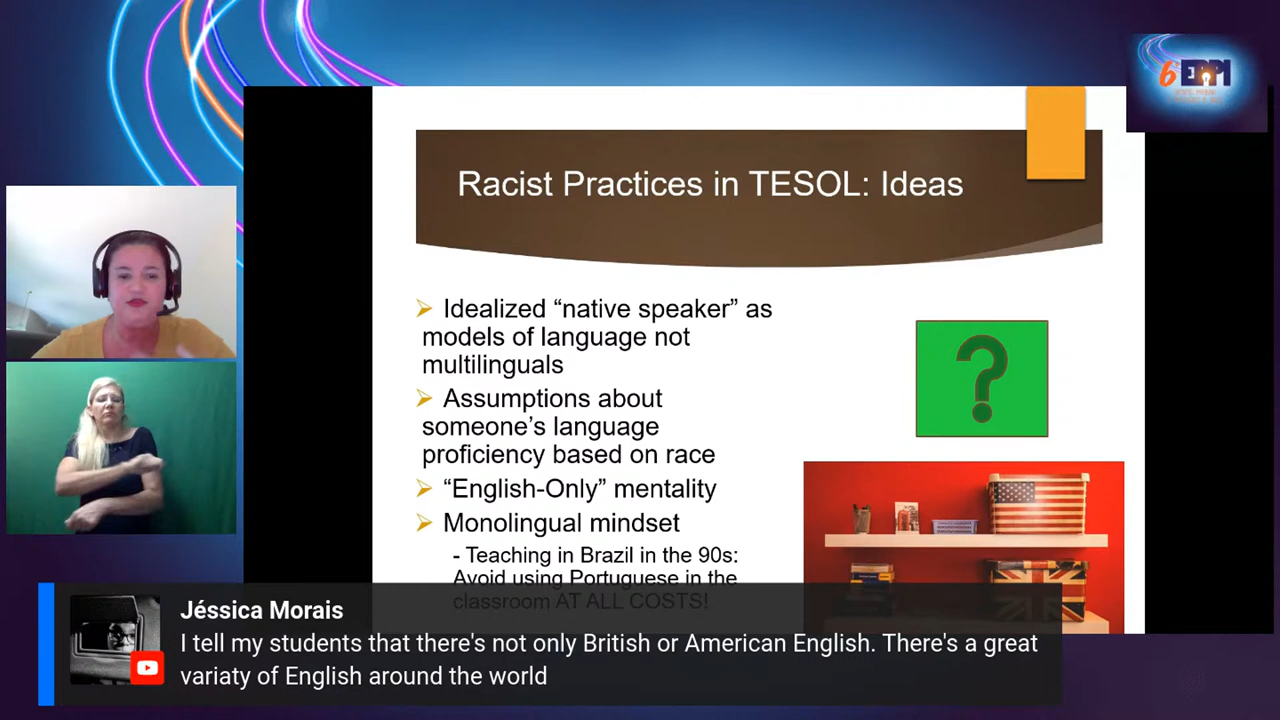 6º EPPI
Racist Practices in TESOL: Ideas
Idealized “native speaker” as
models of language not
multilinguals
Assumptions about
someone’s language
proficiency based on race
“English-Only” mentality
Monolingual mindset
- Teaching in Brazil in the 90s:
Avoid using Portuguese in the
classroom AT ALL COSTS!
?
Jéssica Morais
I tell my students that there's not only British or American English. There's a great
variaty of English around the world